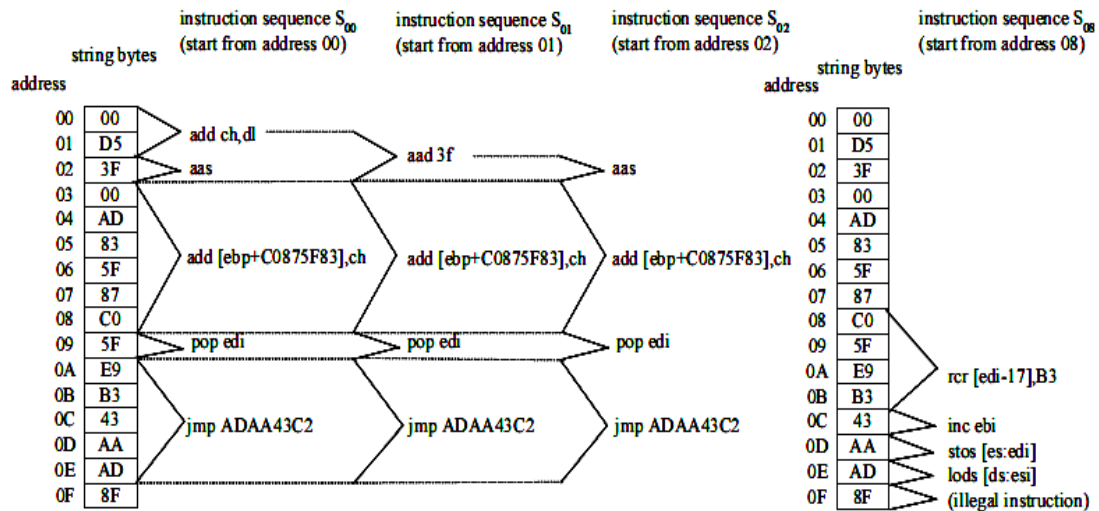 instruction sequence S00
(start from address 00)
instruction sequence S01
(start from address 01)
instruction sequence S02
(start from address 02)
instruction sequence S08
(start from address 08)
string bytes
address
string bytes
address
00 00
01 D5
02 3F
03 00
04 AD
05 83
06 5F
07 87
08 C0
09 5F
0A E9
0B B3
0C 43
0D AA
0E AD
0F 8F
add ch,dl
aas
add [ebp+C0875F83],ch
pop edi
jmp ADAA43C2
aad 3f
add [ebp+C0875F83],ch
pop edi
jmp ADAA43C2
aas
add [ebp+C0875F83],ch
pop edi
jmp ADAA43C2
00 00
01 D5
02 3F
03 00
04 AD
05 83
06 5F
07 87
08 C0
09 5F
0A E9
0B B3
0C 43
0D AA
0E AD
0F 8F
rcr [edi-17],B3
inc ebi
stos [es:edi]
lods [ds:esi]
(illegal instruction)